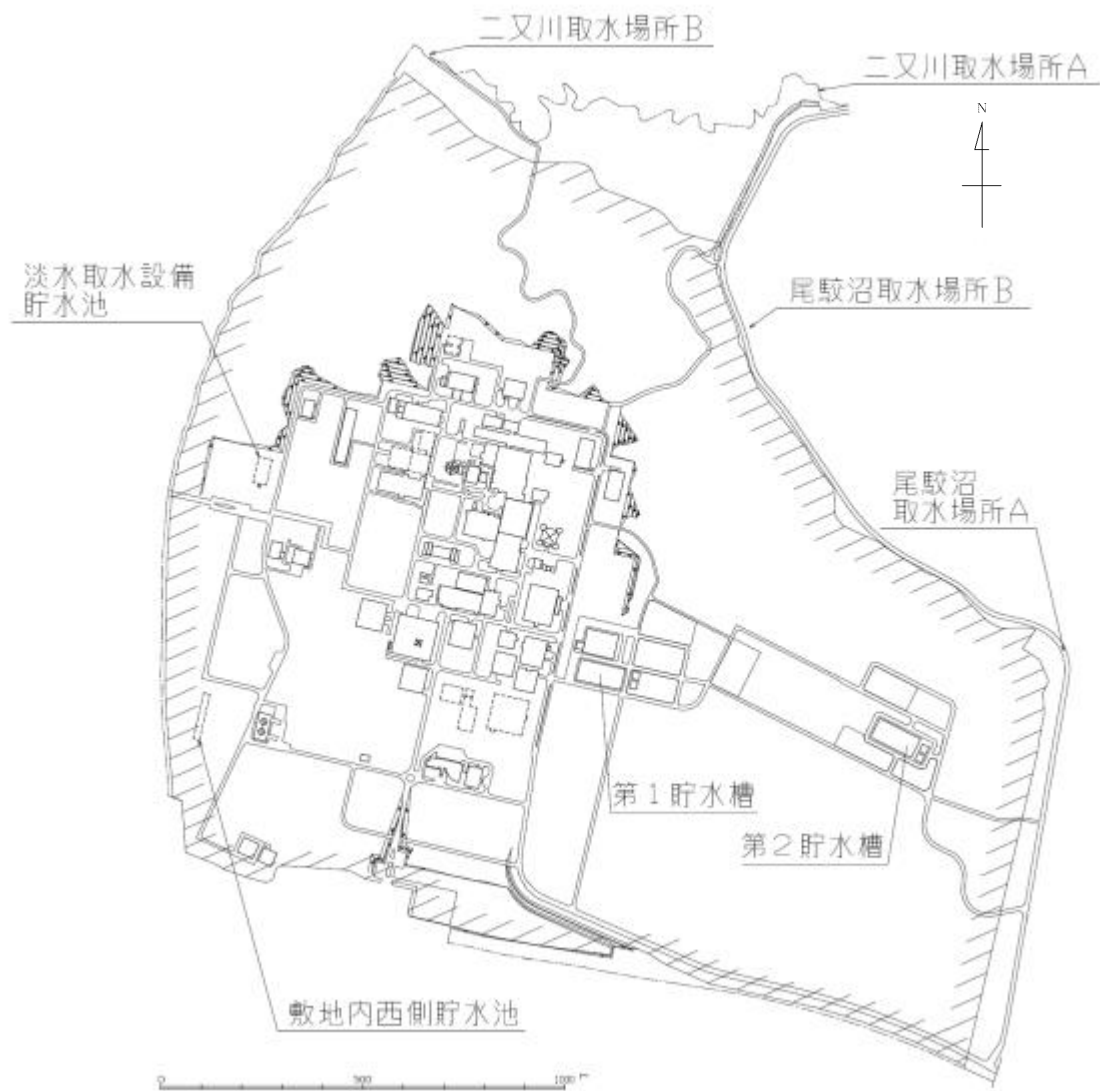 二又川取水場所B
二又川取水場所A
N
淡水取水設備
貯水池
尾駮沼取水場所B
尾駮沼
取水場所A
第1貯水槽
第2貯水槽
敷地内西側貯水池
0 500 1000